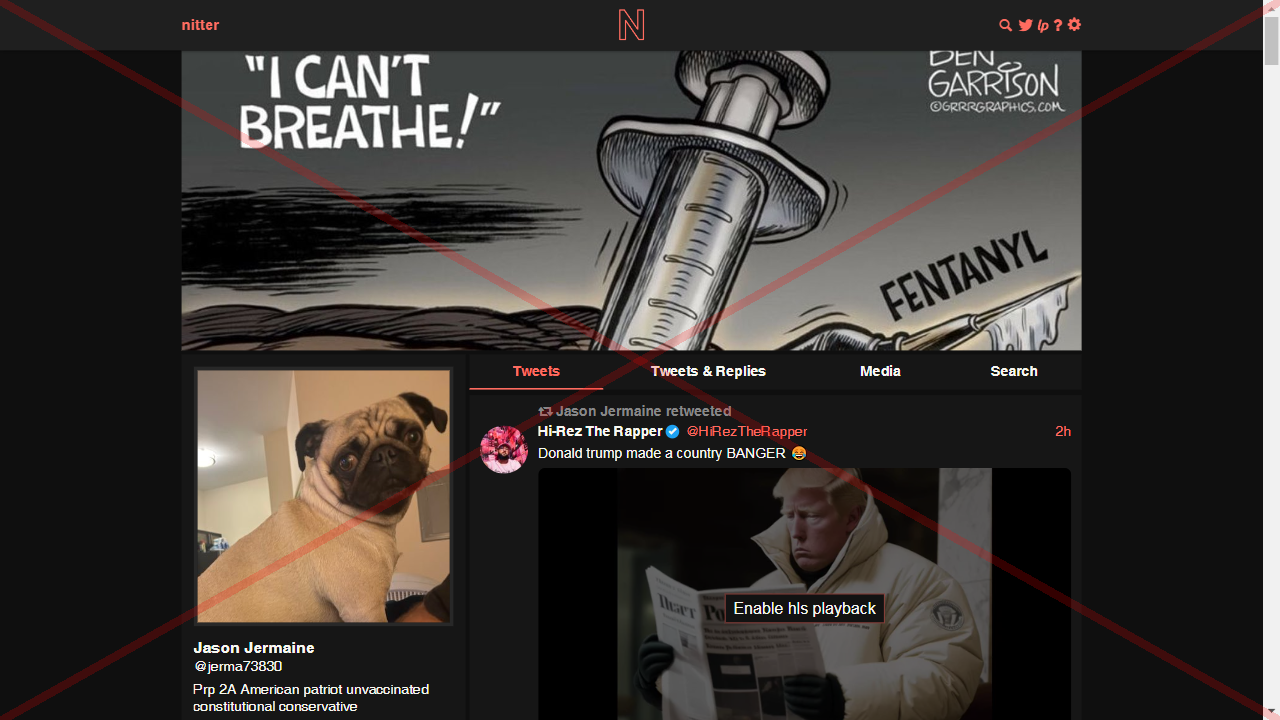 nitter
N
lp ?
"I CAN'T
BREATHE!"
BEN
GARRISON
©GRRRGRAPHICS.COM
FENTANYL
Tweets Tweets & Replies Media Search
Jason Jermaine retweeted
Hi-Rez The Rapper @HiRezTheRapper 2h
Donald trump made a country BANGER 😆
Enable hls playback
Jason Jermaine
@jerma73830
Prp 2A American patriot unvaccinated
constitutional conservative